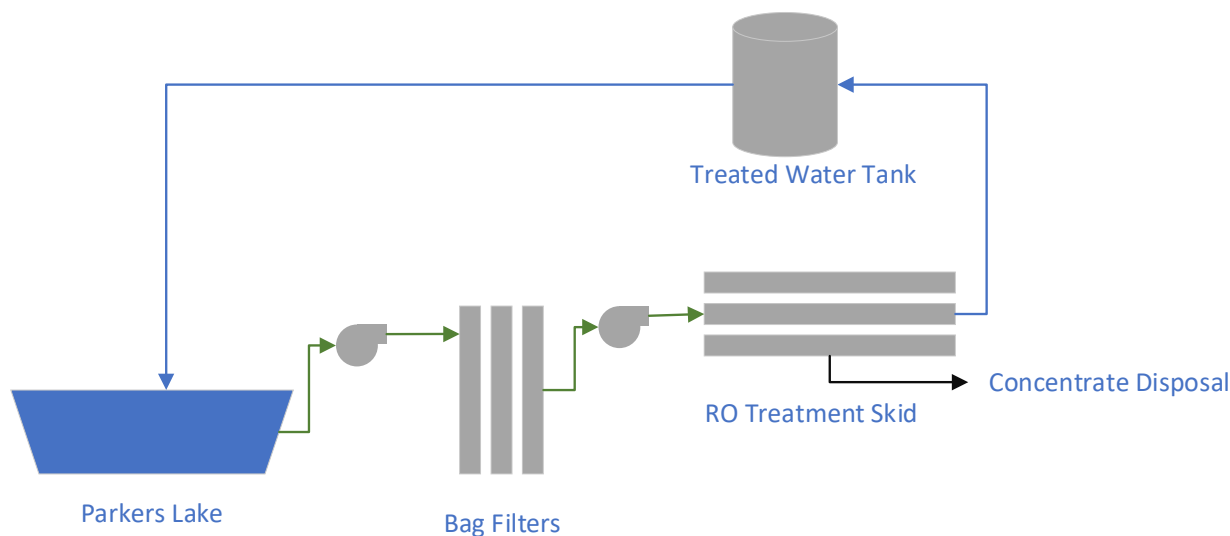 Treated Water Tank
Concentrate Disposal
RO Treatment Skid
Parkers Lake
Bag Filters